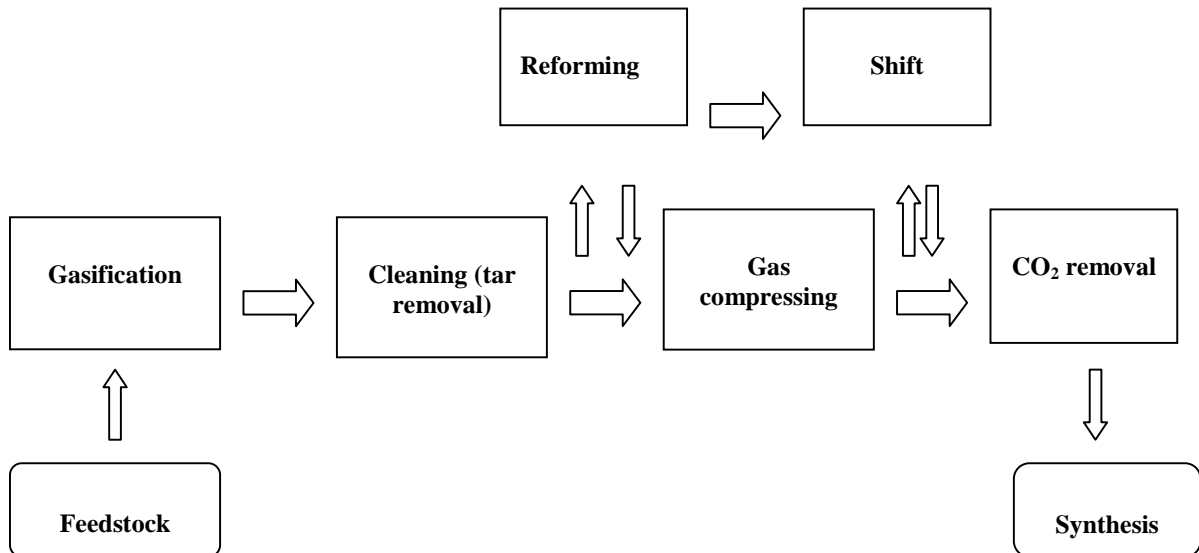 Reforming
Shift
Gasification
Cleaning (tar
removal)
Gas
compressing
CO₂ removal
Feedstock
Synthesis